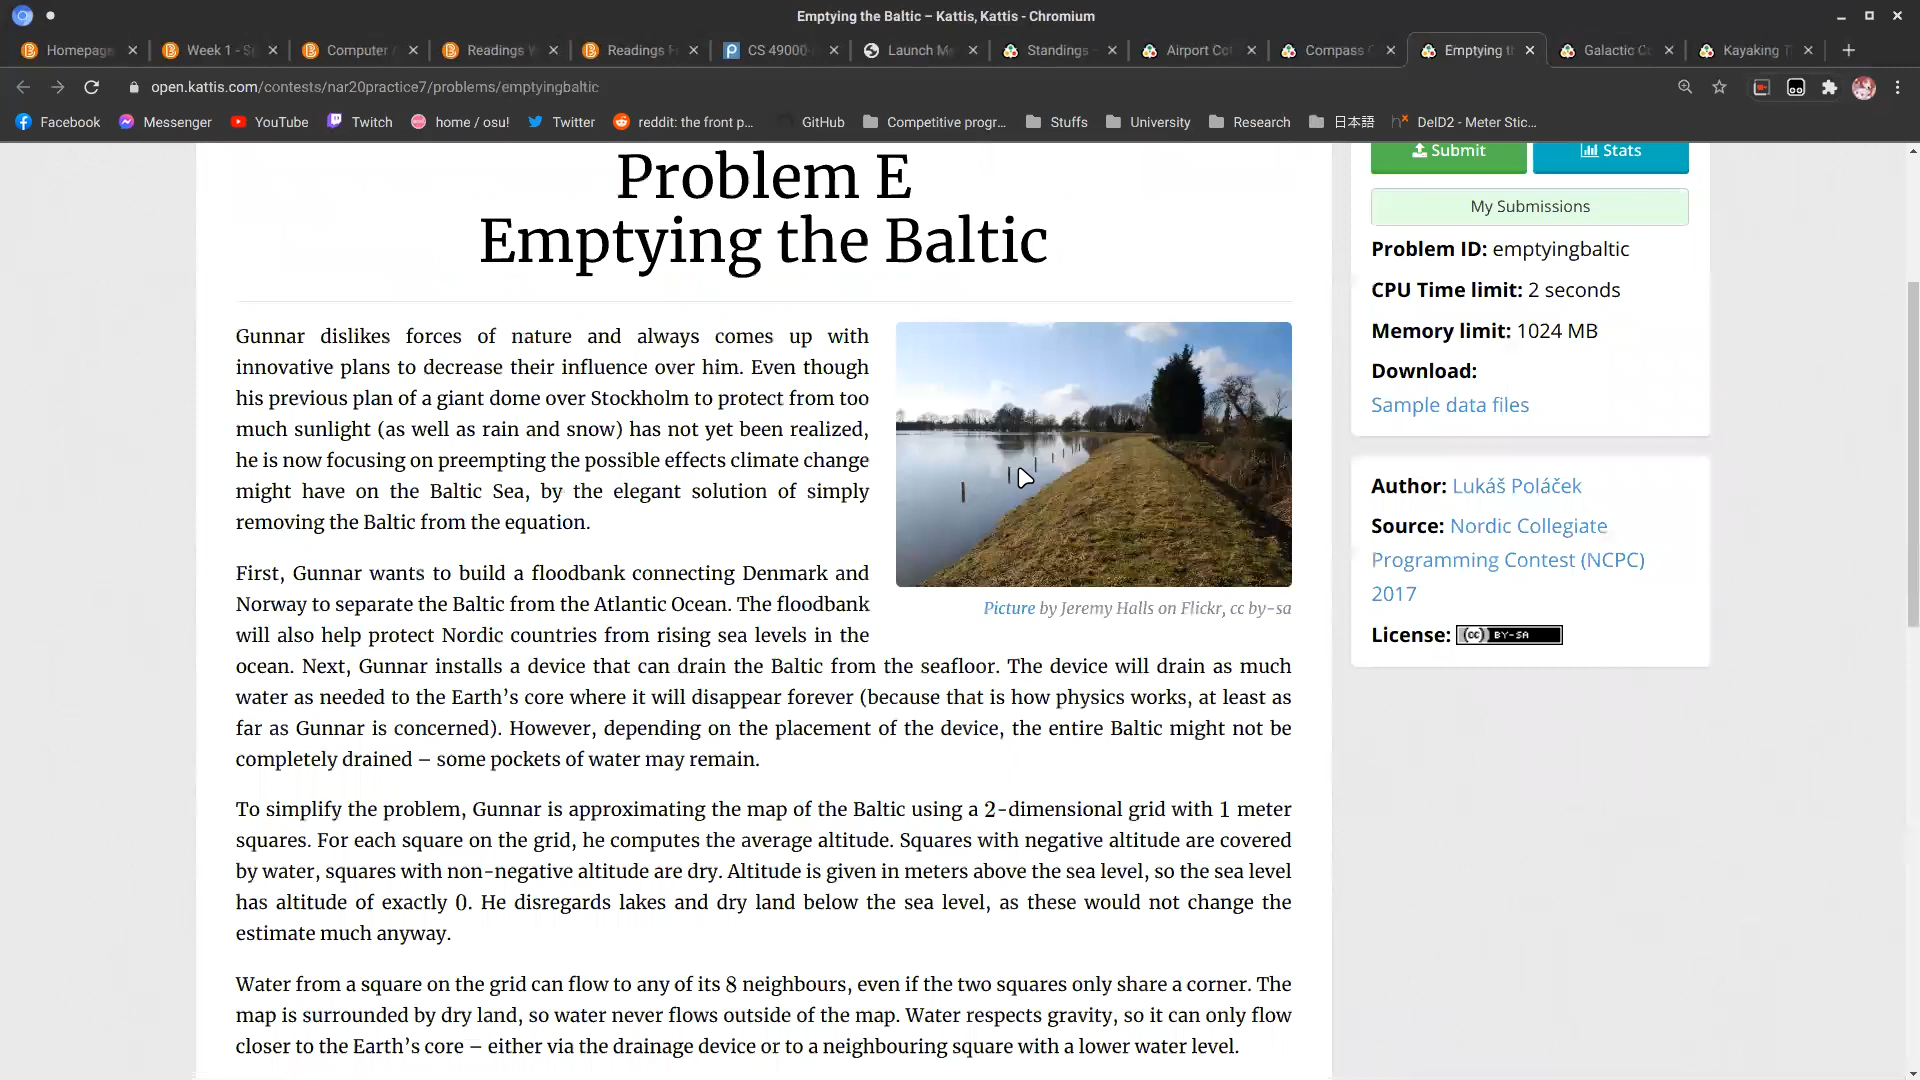 Emptying the Baltic – Kattis, Kattis - Chromium
Homepage
Week 1 - S
Computer
Readings
Readings
CS 49000-
Launch M
Standings -
Airport Co
Compass
Emptying t
Galactic C
Kayaking T
open.kattis.com/contests/nar20practice7/problems/emptyingbaltic
Facebook
Messenger
YouTube
Twitch
home / osu!
Twitter
reddit: the front p…
GitHub
Competitive progr…
Stuffs
University
Research
日本語
DelD2 - Meter Stic…
Problem E
Emptying the Baltic
Gunnar dislikes forces of nature and always comes up with
innovative plans to decrease their influence over him. Even though
his previous plan of a giant dome over Stockholm to protect from too
much sunlight (as well as rain and snow) has not yet been realized,
he is now focusing on preempting the possible effects climate change
might have on the Baltic Sea, by the elegant solution of simply
removing the Baltic from the equation.
Picture by Jeremy Halls on Flickr, cc by-sa
First, Gunnar wants to build a floodbank connecting Denmark and
Norway to separate the Baltic from the Atlantic Ocean. The floodbank
will also help protect Nordic countries from rising sea levels in the
ocean. Next, Gunnar installs a device that can drain the Baltic from the seafloor. The device will drain as much
water as needed to the Earth’s core where it will disappear forever (because that is how physics works, at least as
far as Gunnar is concerned). However, depending on the placement of the device, the entire Baltic might not be
completely drained – some pockets of water may remain.
To simplify the problem, Gunnar is approximating the map of the Baltic using a 2-dimensional grid with 1 meter
squares. For each square on the grid, he computes the average altitude. Squares with negative altitude are covered
by water, squares with non-negative altitude are dry. Altitude is given in meters above the sea level, so the sea level
has altitude of exactly 0. He disregards lakes and dry land below the sea level, as these would not change the
estimate much anyway.
Water from a square on the grid can flow to any of its 8 neighbours, even if the two squares only share a corner. The
map is surrounded by dry land, so water never flows outside of the map. Water respects gravity, so it can only flow
closer to the Earth’s core – either via the drainage device or to a neighbouring square with a lower water level.
Submit
Stats
My Submissions
Problem ID: emptyingbaltic
CPU Time limit: 2 seconds
Memory limit: 1024 MB
Download:
Sample data files
Author: Lukáš Poláček
Source: Nordic Collegiate
Programming Contest (NCPC)
2017
License: (cc) BY-SA